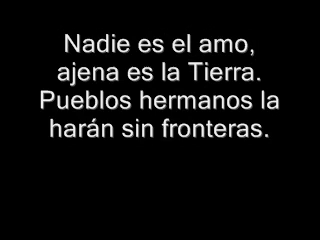 Nadie es el amo,
ajena es la Tierra.
Pueblos hermanos la
harán sin fronteras.